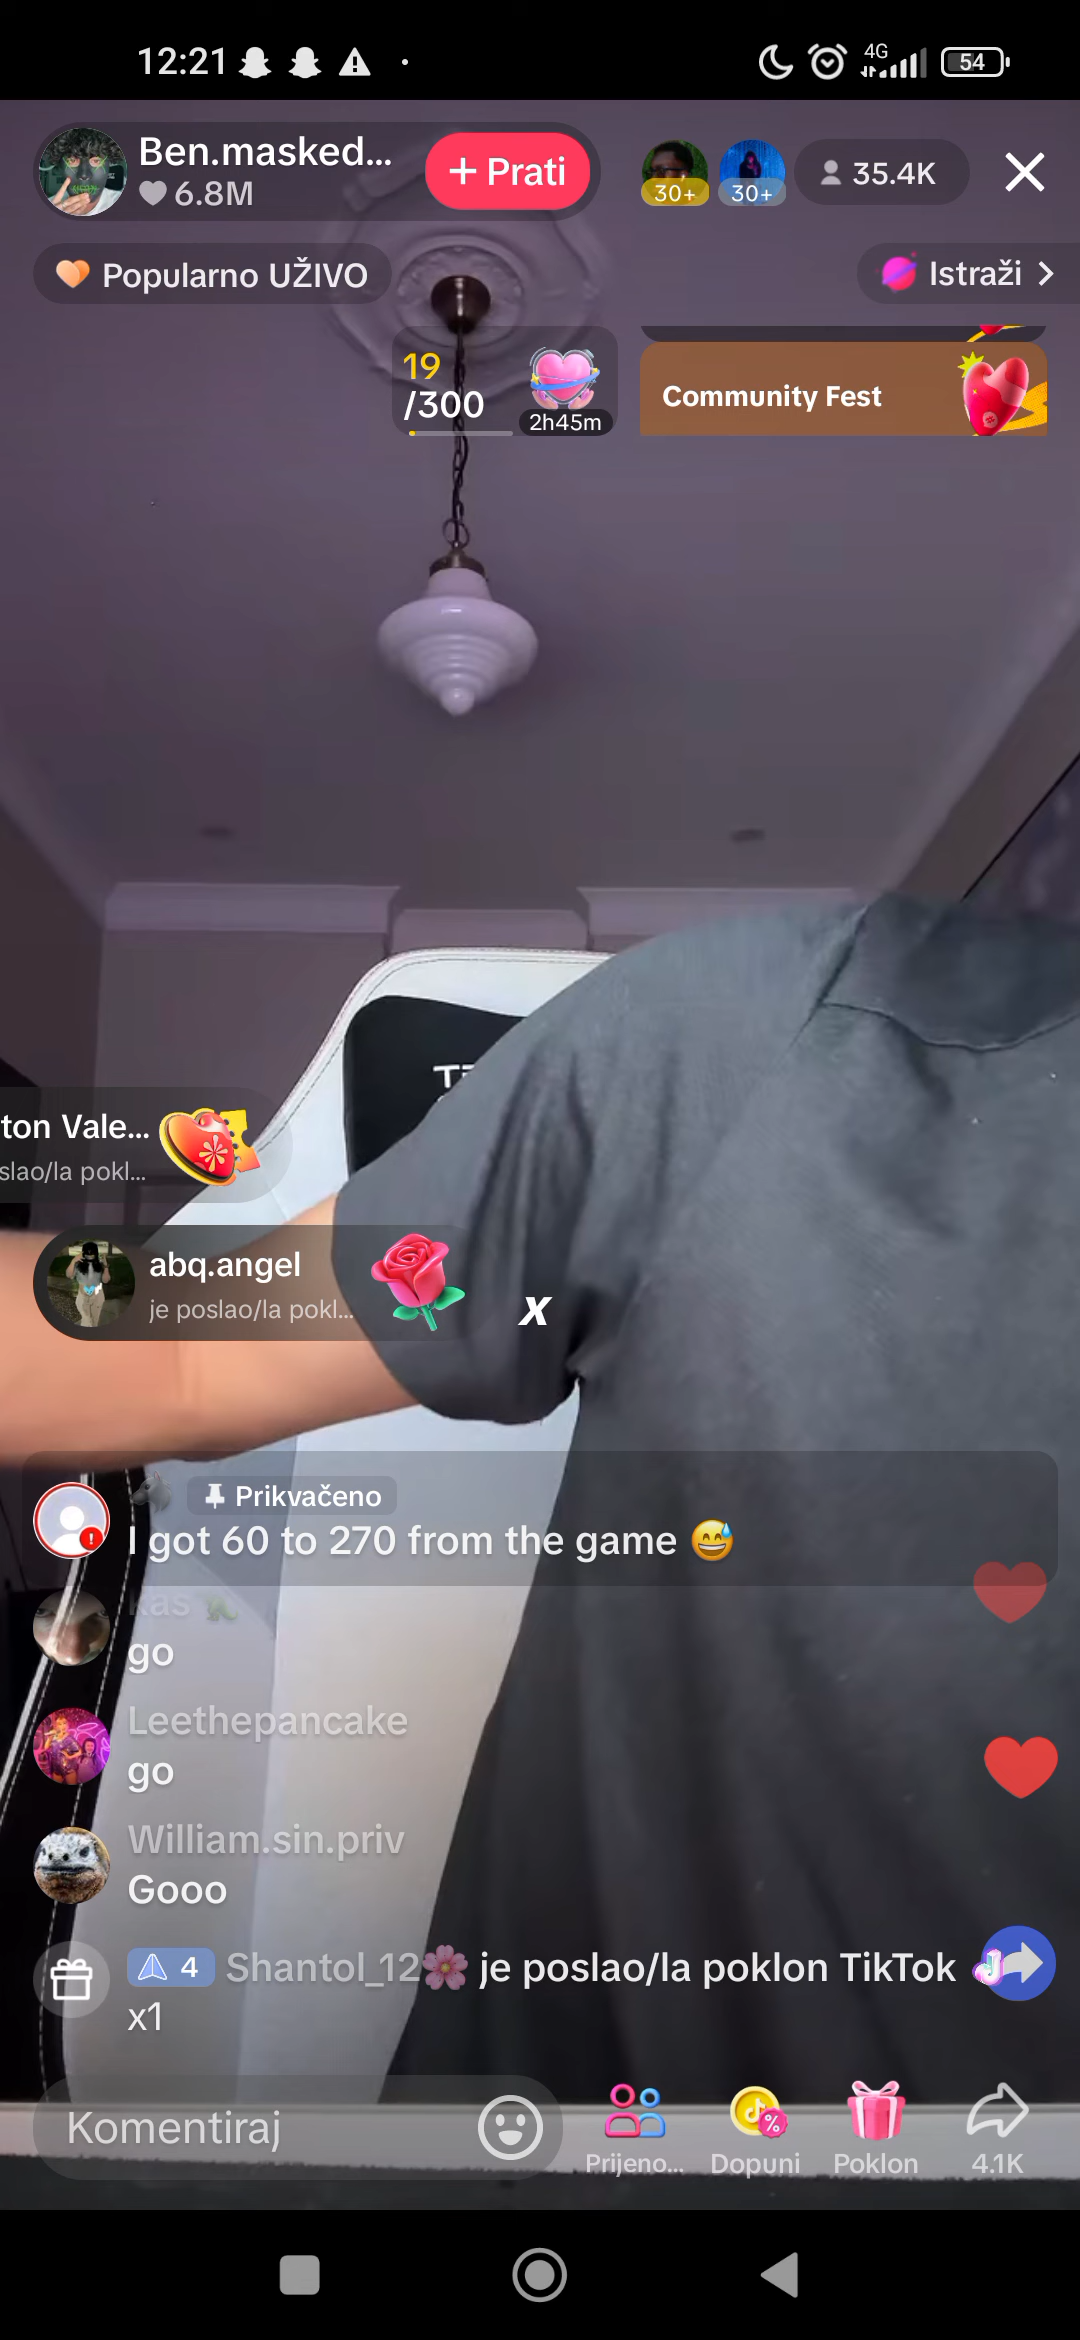 12:21
4G
54
Ben.masked...
6.8M
+ Prati
30+
30+
35.4K
Popularno UŽIVO
Istraži
19
/300
2h45m
Community Fest
ton Vale...
slao/la pokl...
abq.angel
je poslao/la pokl...
x
Prikvačeno
I got 60 to 270 from the game 😅
kas
go
Leethepancake
go
William.sin.priv
Gooo
4 Shantol_12🌸 je poslao/la poklon TikTok
x1
Komentiraj
Prijeno...
Dopuni
Poklon
4.1K